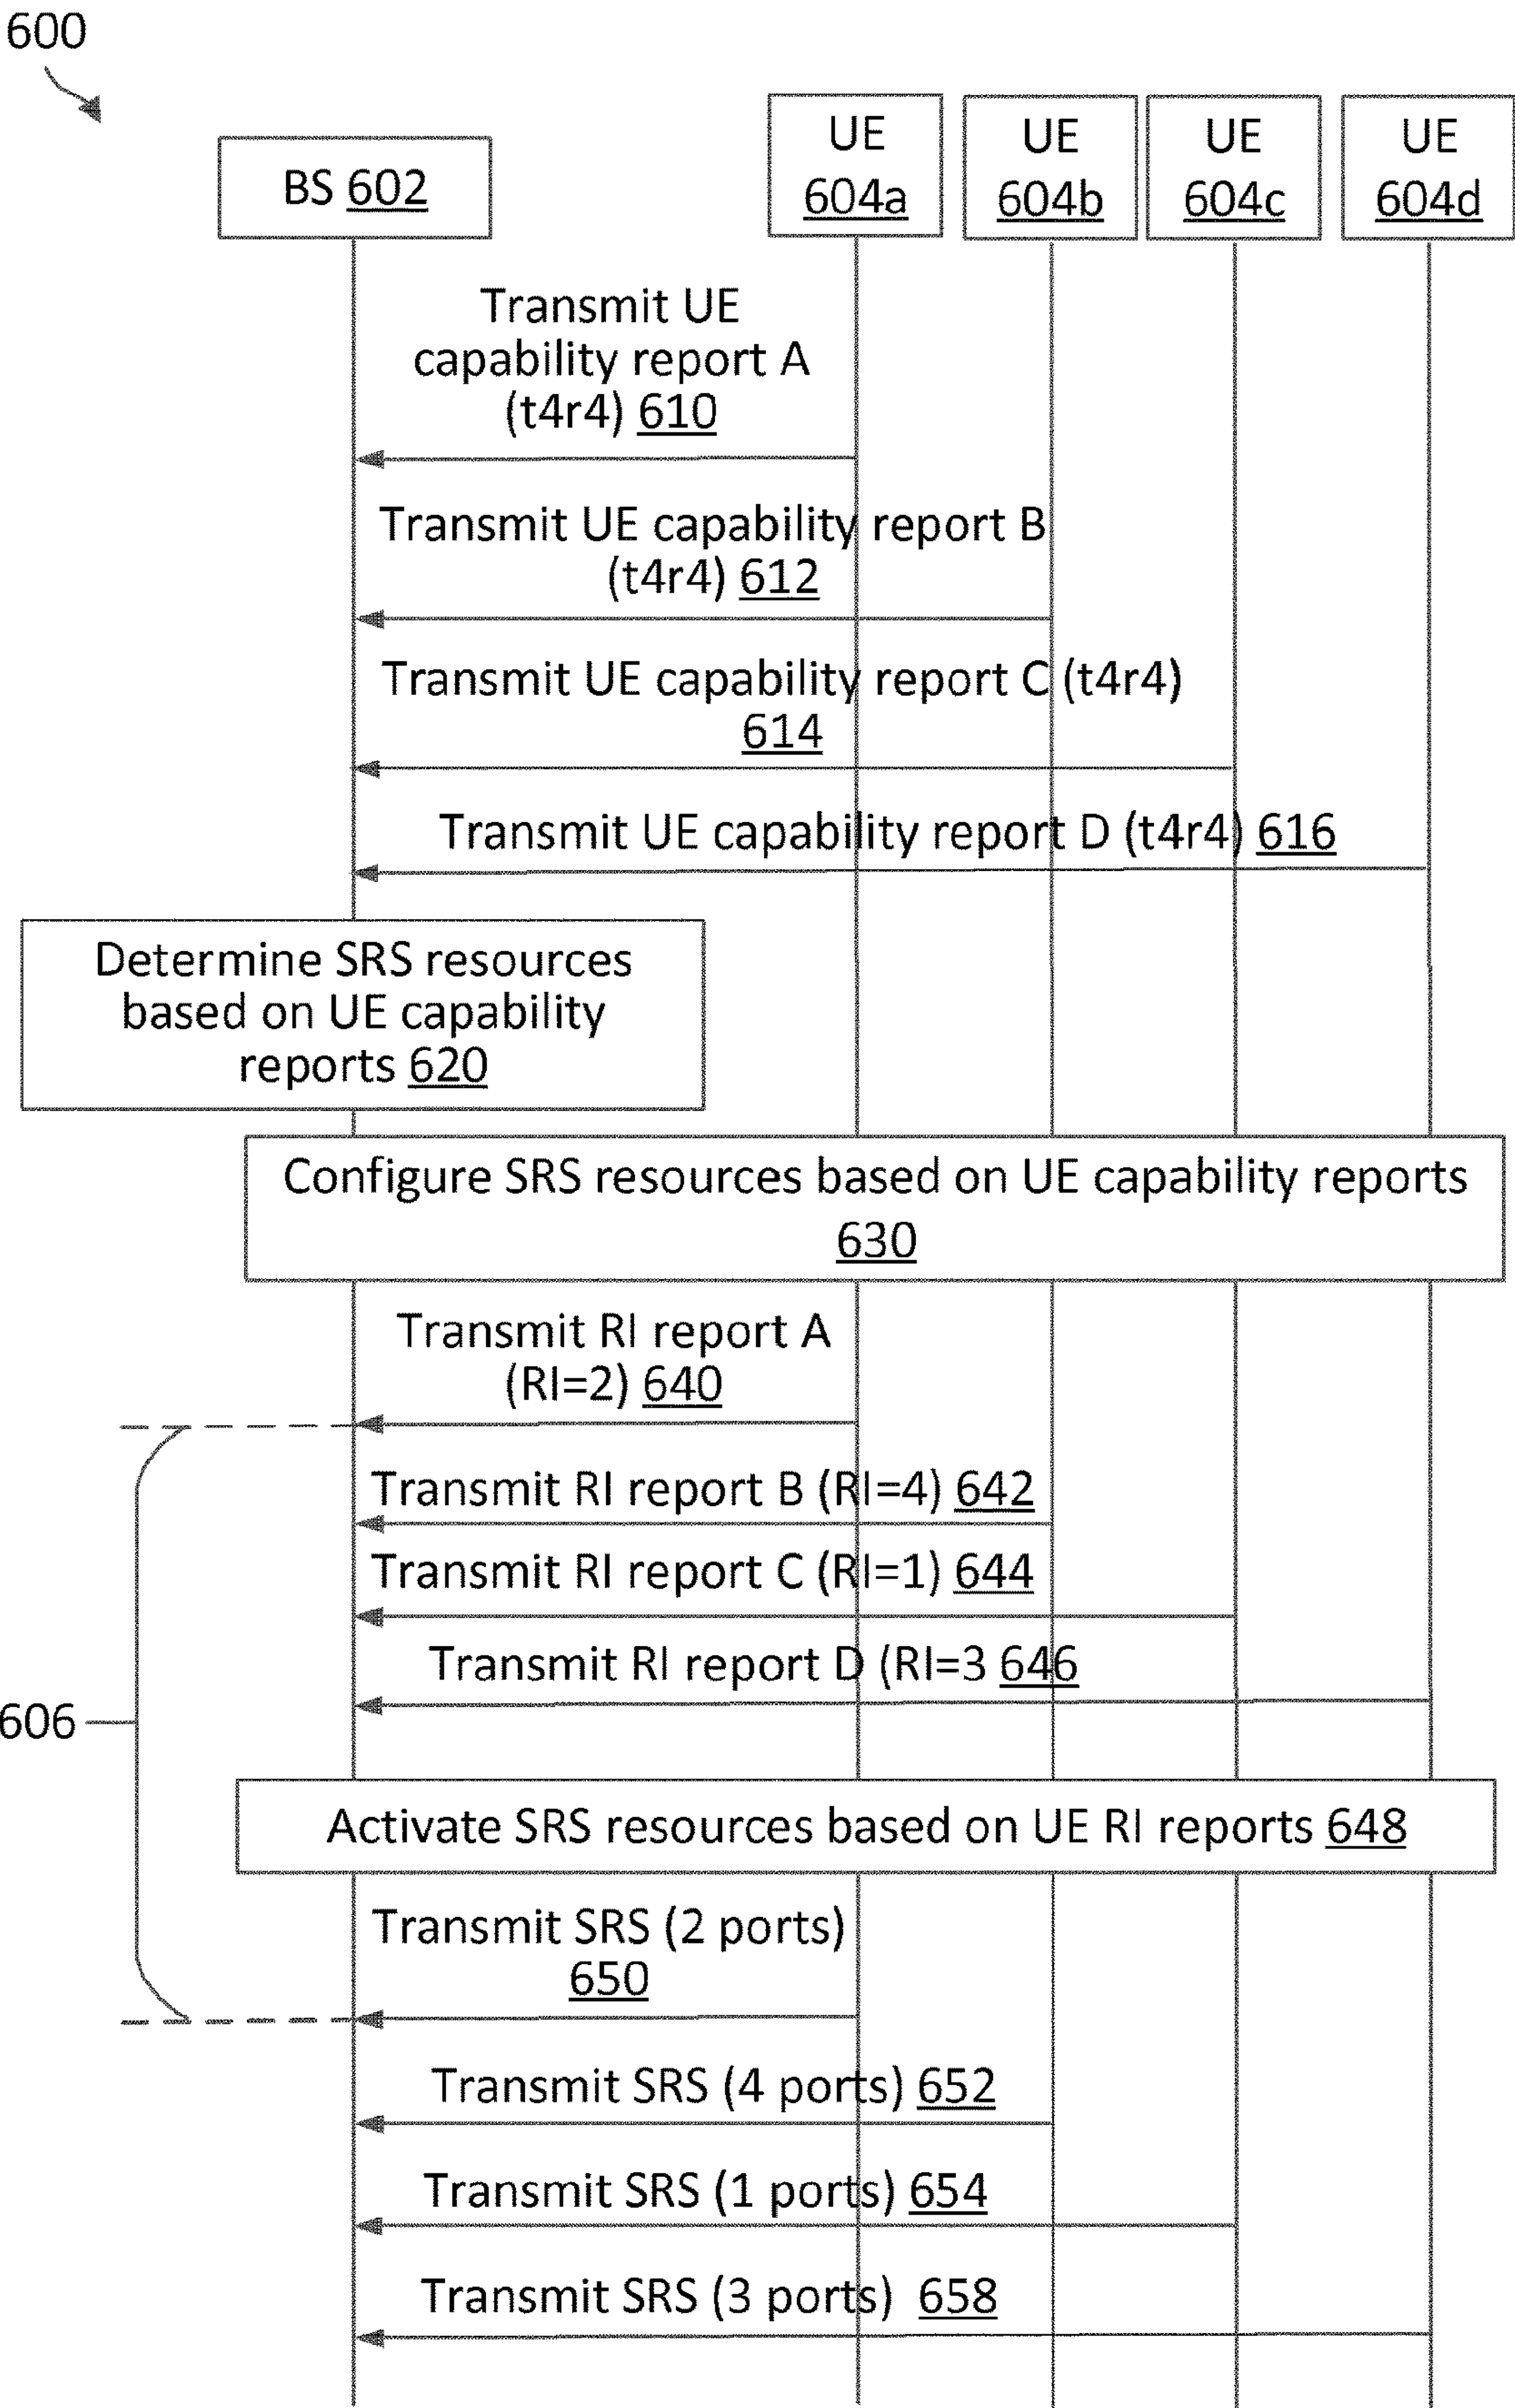 600
BS 602
UE
604a
UE
604b
UE
604c
UE
604d
Transmit UE
capability report A
(t4r4) 610
Transmit UE capability report B
(t4r4) 612
Transmit UE capability report C (t4r4)
614
Transmit UE capability report D (t4r4) 616
Determine SRS resources
based on UE capability
reports 620
Configure SRS resources based on UE capability reports
630
Transmit RI report A
(RI=2) 640
Transmit RI report B (RI=4) 642
Transmit RI report C (RI=1) 644
Transmit RI report D (RI=3 646
606
Activate SRS resources based on UE RI reports 648
Transmit SRS (2 ports)
650
Transmit SRS (4 ports) 652
Transmit SRS (1 ports) 654
Transmit SRS (3 ports) 658